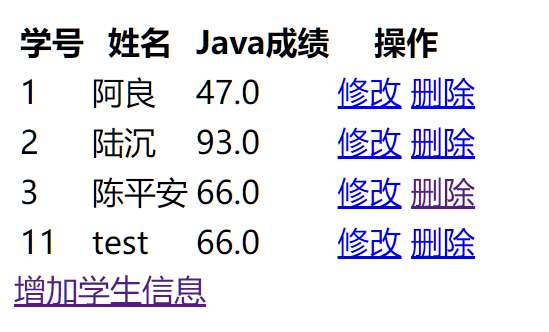 学号 姓名 Java成绩 操作
1 阿良 47.0 修改 删除
2 陆沉 93.0 修改 删除
3 陈平安 66.0 修改 删除
11 test 66.0 修改 删除
增加学生信息